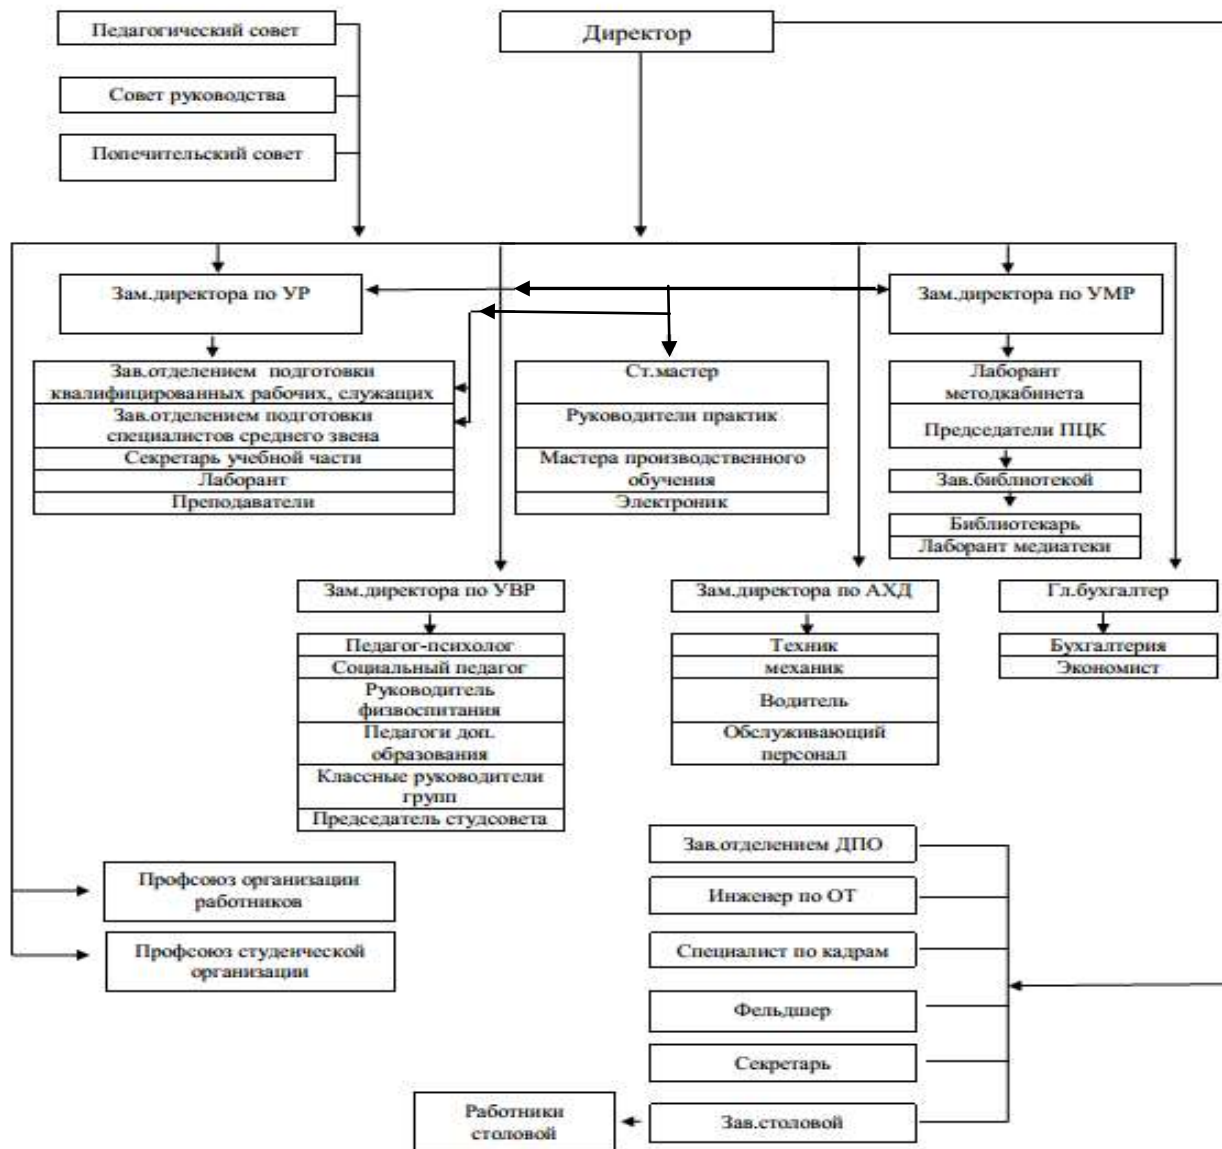 Педагогический совет
Директор
Совет руководства
Попечительский совет
Зам.директора по УР
Зам.директора по УМР
Зав.отделением подготовки
квалифицированных рабочих, служащих
Зав.отделением подготовки
специалистов среднего звена
Секретарь учебной части
Лаборант
Преподаватели
Ст.мастер
Руководители практик
Мастера производственного
обучения
Электроник
Лаборант
методкабинета
Председатели ПЦК
Зав.библиотекой
Библиотекарь
Лаборант медиатеки
Зам.директора по УВР
Зам.директора по АХД
Гл.бухгалтер
Педагог-психолог
Социальный педагог
Руководитель
физвоспитания
Педагоги доп.
образования
Классные руководители
групп
Председатель студсовета
Техник
механик
Водитель
Обслуживающий
персонал
Бухгалтерия
Экономист
Профсоюз организации
работников
Профсоюз студенческой
организации
Зав.отделением ДПО
Инженер по ОТ
Специалист по кадрам
Фельдшер
Секретарь
Зав.столовой
Работники
столовой